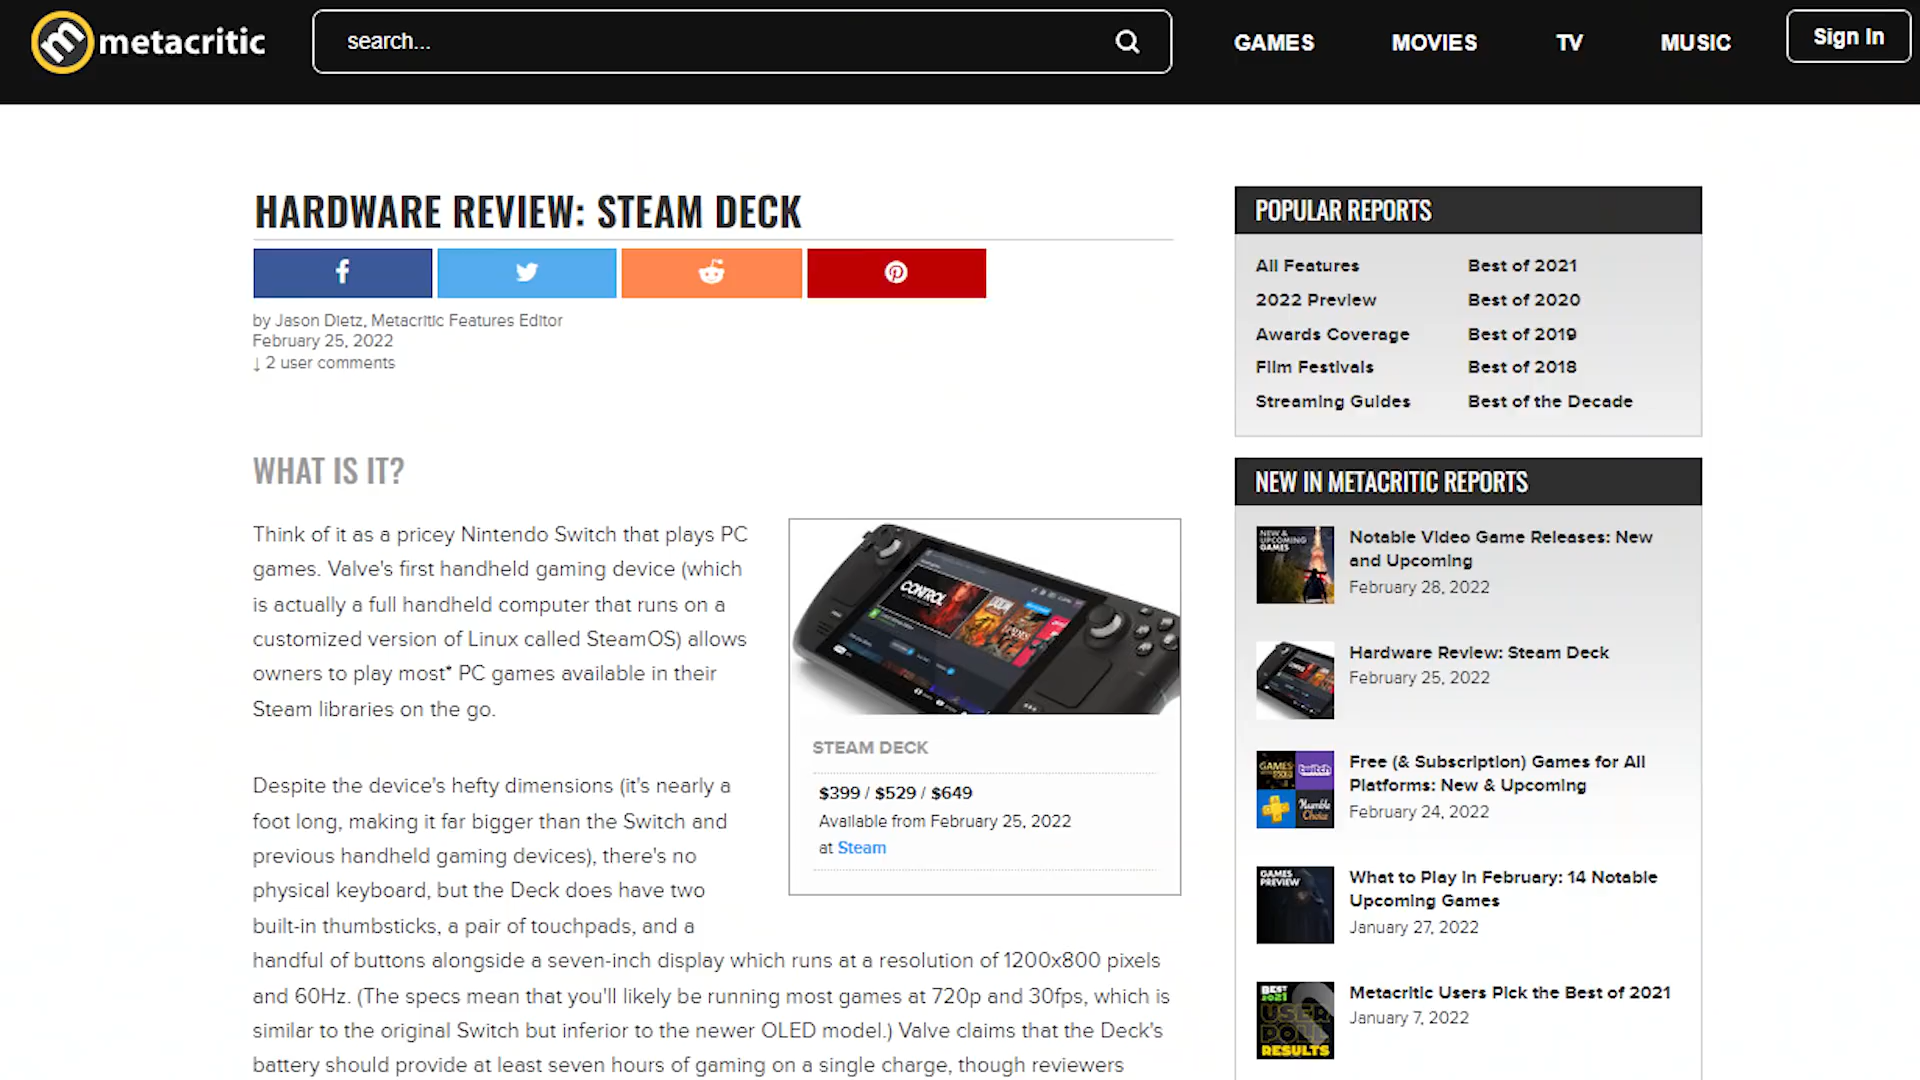 metacritic
search...
GAMES
MOVIES
TV
MUSIC
Sign In
HARDWARE REVIEW: STEAM DECK
by Jason Dietz, Metacritic Features Editor
February 25, 2022
↓ 2 user comments
WHAT IS IT?
Think of it as a pricey Nintendo Switch that plays PC
games. Valve's first handheld gaming device (which
is actually a full handheld computer that runs on a
customized version of Linux called SteamOS) allows
owners to play most* PC games available in their
Steam libraries on the go.
CONTROL
STEAM DECK
$399 / $529 / $649
Available from February 25, 2022
at Steam
Despite the device's hefty dimensions (it's nearly a
foot long, making it far bigger than the Switch and
previous handheld gaming devices), there's no
physical keyboard, but the Deck does have two
built-in thumbsticks, a pair of touchpads, and a
handful of buttons alongside a seven-inch display which runs at a resolution of 1200x800 pixels
and 60Hz. (The specs mean that you'll likely be running most games at 720p and 30fps, which is
similar to the original Switch but inferior to the newer OLED model.) Valve claims that the Deck's
battery should provide at least seven hours of gaming on a single charge, though reviewers
POPULAR REPORTS
All Features
Best of 2021
2022 Preview
Best of 2020
Awards Coverage
Best of 2019
Film Festivals
Best of 2018
Streaming Guides
Best of the Decade
NEW IN METACRITIC REPORTS
NEW &
UPCOMING
GAMES
Notable Video Game Releases: New
and Upcoming
February 28, 2022
Hardware Review: Steam Deck
February 25, 2022
GAMES
twitch
Humble
Choice
Free (& Subscription) Games for All
Platforms: New & Upcoming
February 24, 2022
GAMES
PREVIEW
What to Play in February: 14 Notable
Upcoming Games
January 27, 2022
BEST
2021
USER
POLL
RESULTS
Metacritic Users Pick the Best of 2021
January 7, 2022